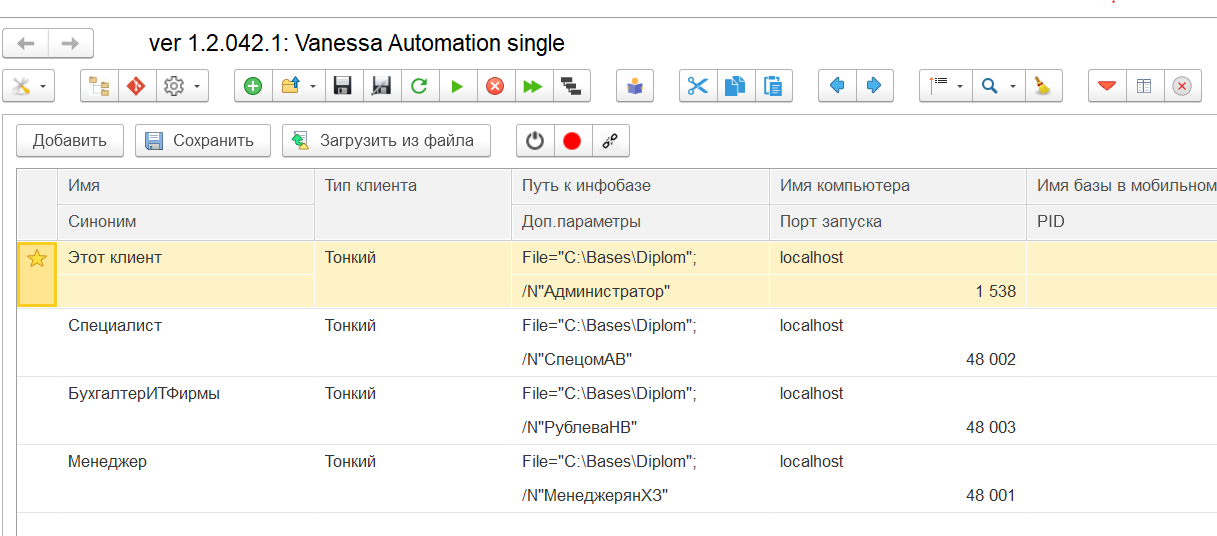 ver 1.2.042.1: Vanessa Automation single
Добавить Сохранить Загрузить из файла
Имя Тип клиента Путь к инфобазе Имя компьютера Имя базы в мобильном
Синоним Доп.параметры Порт запуска PID
Этот клиент Тонкий File="C:\Bases\Diplom"; localhost
/N"Администратор" 1 538
Специалист Тонкий File="C:\Bases\Diplom"; localhost
/N"СпецомАВ" 48 002
БухгалтерИТФирмы Тонкий File="C:\Bases\Diplom"; localhost
/N"РублеваНВ" 48 003
Менеджер Тонкий File="C:\Bases\Diplom"; localhost
/N"МенеджерянХЗ" 48 001